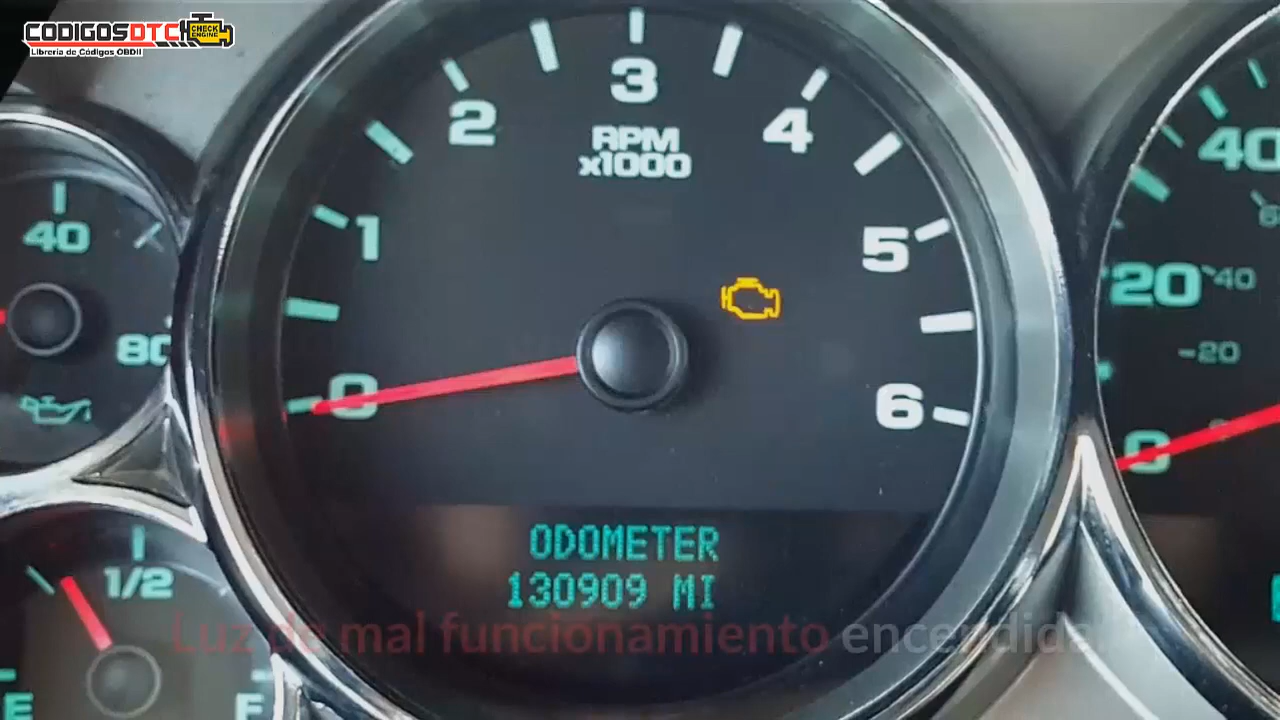 CODIGOSDTC
CHECK
ENGINE
Librería de Códigos OBDII
3
RPM
x1000
2
4
1
5
0
6
40
80
1/2
E
F
40
20
40
20
0
ODOMETER
130909 MI
Luz de mal funcionamiento encendida